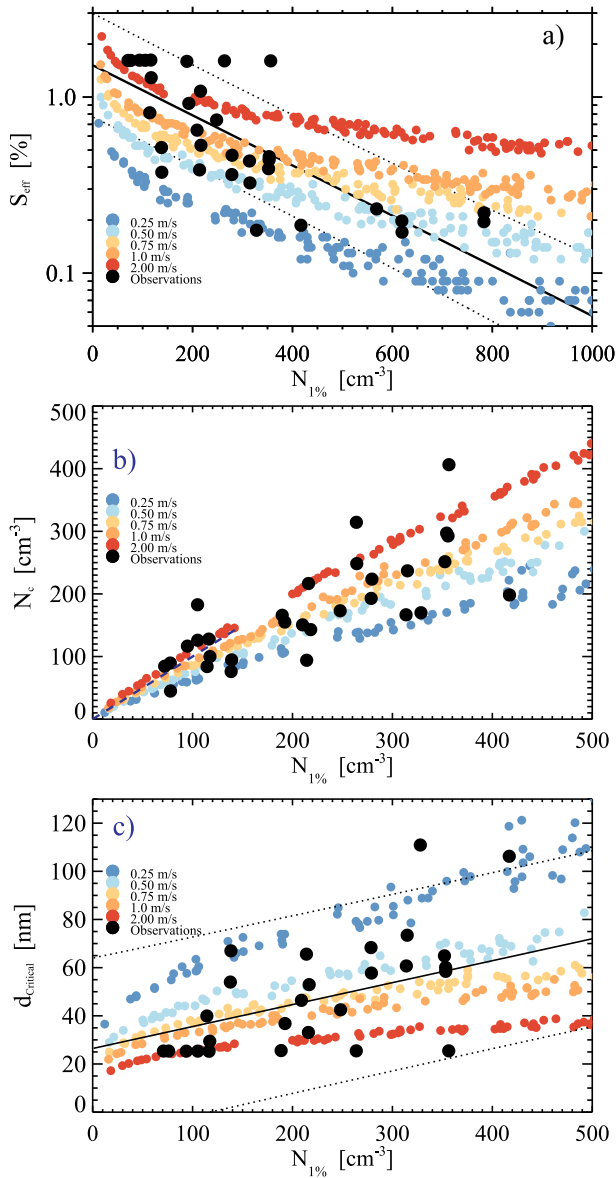 a)
1.0
0.1
S_eff [%]
0.25 m/s
0.50 m/s
0.75 m/s
1.0 m/s
2.00 m/s
Observations
0 200 400 600 800 1000
N_1% [cm⁻³]
500
b)
400
300
200
100
0
N_c [cm⁻³]
0.25 m/s
0.50 m/s
0.75 m/s
1.0 m/s
2.00 m/s
Observations
0 100 200 300 400 500
N_1% [cm⁻³]
120
c)
100
80
60
40
20
0
d_Critical [nm]
0.25 m/s
0.50 m/s
0.75 m/s
1.0 m/s
2.00 m/s
Observations
0 100 200 300 400 500
N_1% [cm⁻³]